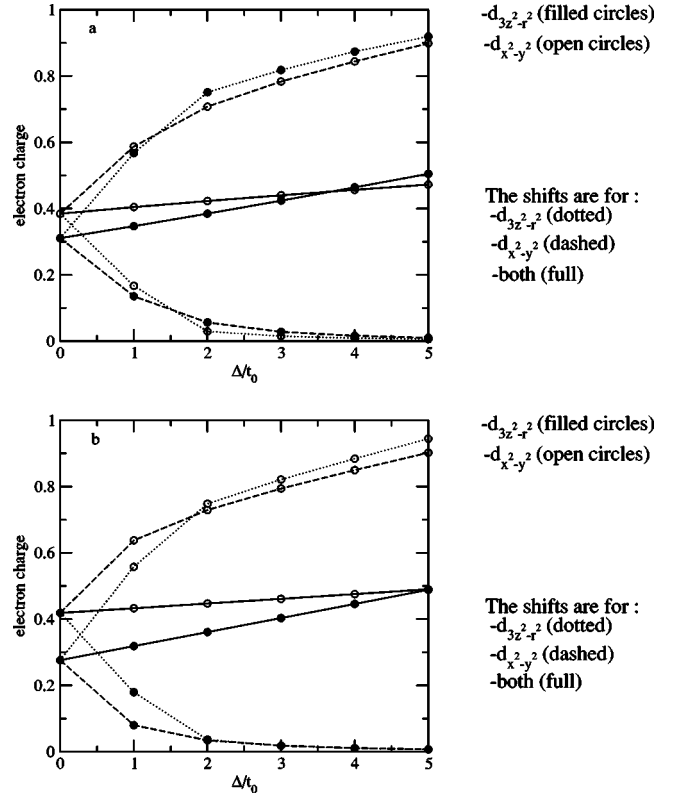 a
-d3z²-r² (filled circles)
-dx²-y² (open circles)
The shifts are for :
-d3z²-r² (dotted)
-dx²-y² (dashed)
-both (full)
electron charge
1
0.8
0.6
0.4
0.2
0
0 1 2 3 4 5
Δ/t0
b
-d3z²-r² (filled circles)
-dx²-y² (open circles)
The shifts are for :
-d3z²-r² (dotted)
-dx²-y² (dashed)
-both (full)
electron charge
1
0.8
0.6
0.4
0.2
0
0 1 2 3 4 5
Δ/t0